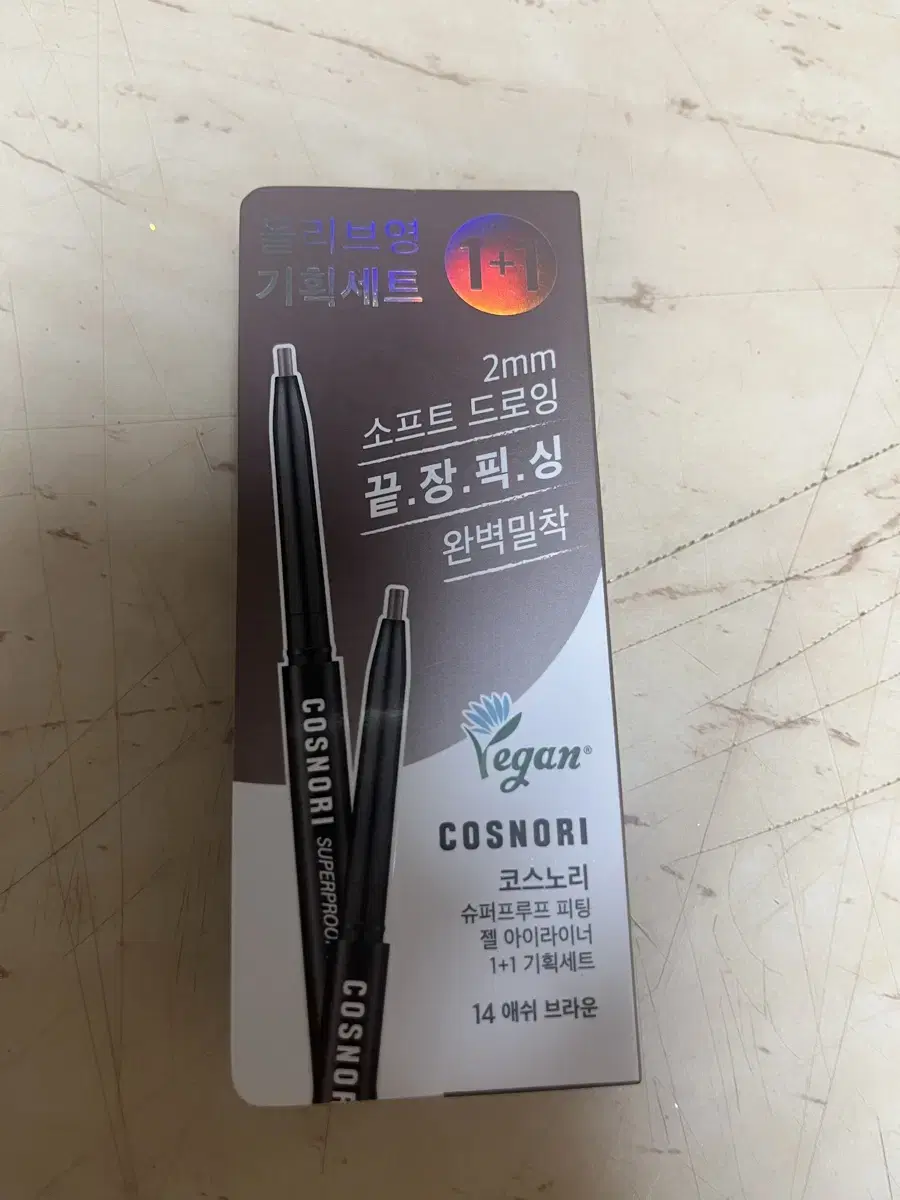 올리브영
기획세트
1+1
2mm
소프트 드로잉
끝.장.픽.싱
완벽밀착
COSNORI SUPERPROO.
COSNOR
Vegan®
COSNORI
코스노리
슈퍼프루프 피팅
젤 아이라이너
1+1 기획세트
14 애쉬 브라운